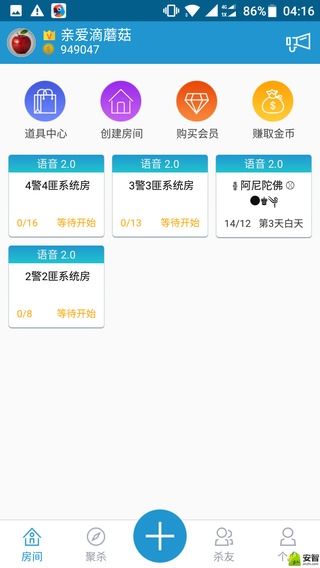 86% 04:16
亲爱滴蘑菇
949047
道具中心 创建房间 购买会员 赚取金币
语音 2.0
4警4匪系统房
0/16 等待开始
语音 2.0
3警3匪系统房
0/13 等待开始
语音 2.0
阿尼陀佛
14/12 第3天白天
语音 2.0
2警2匪系统房
0/8 等待开始
房间 聚杀 杀友 个
安智